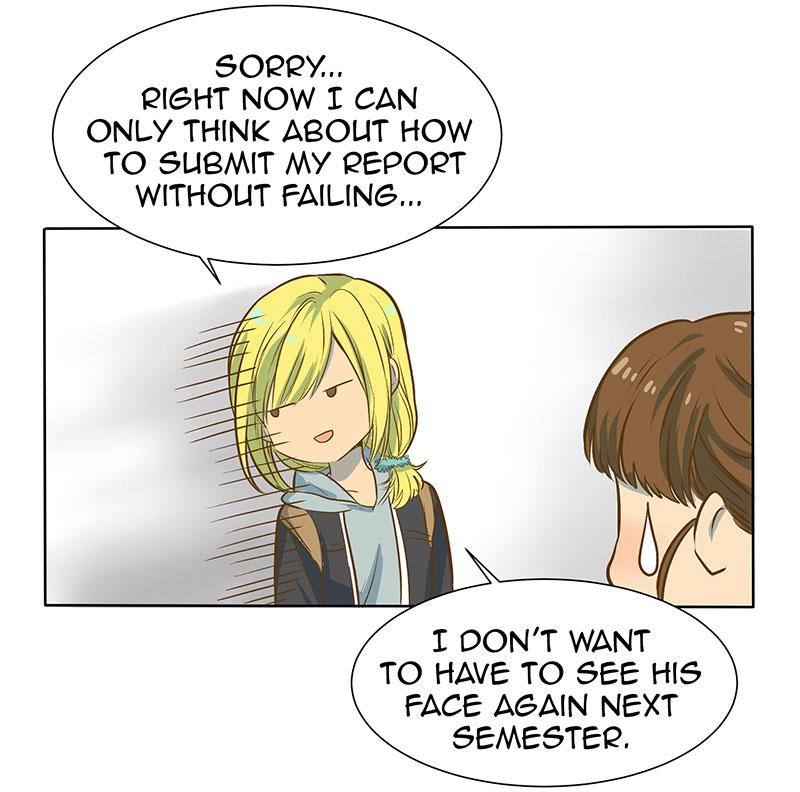 SORRY...
RIGHT NOW I CAN
ONLY THINK ABOUT HOW
TO SUBMIT MY REPORT
WITHOUT FAILING...
I DON'T WANT
TO HAVE TO SEE HIS
FACE AGAIN NEXT
SEMESTER.